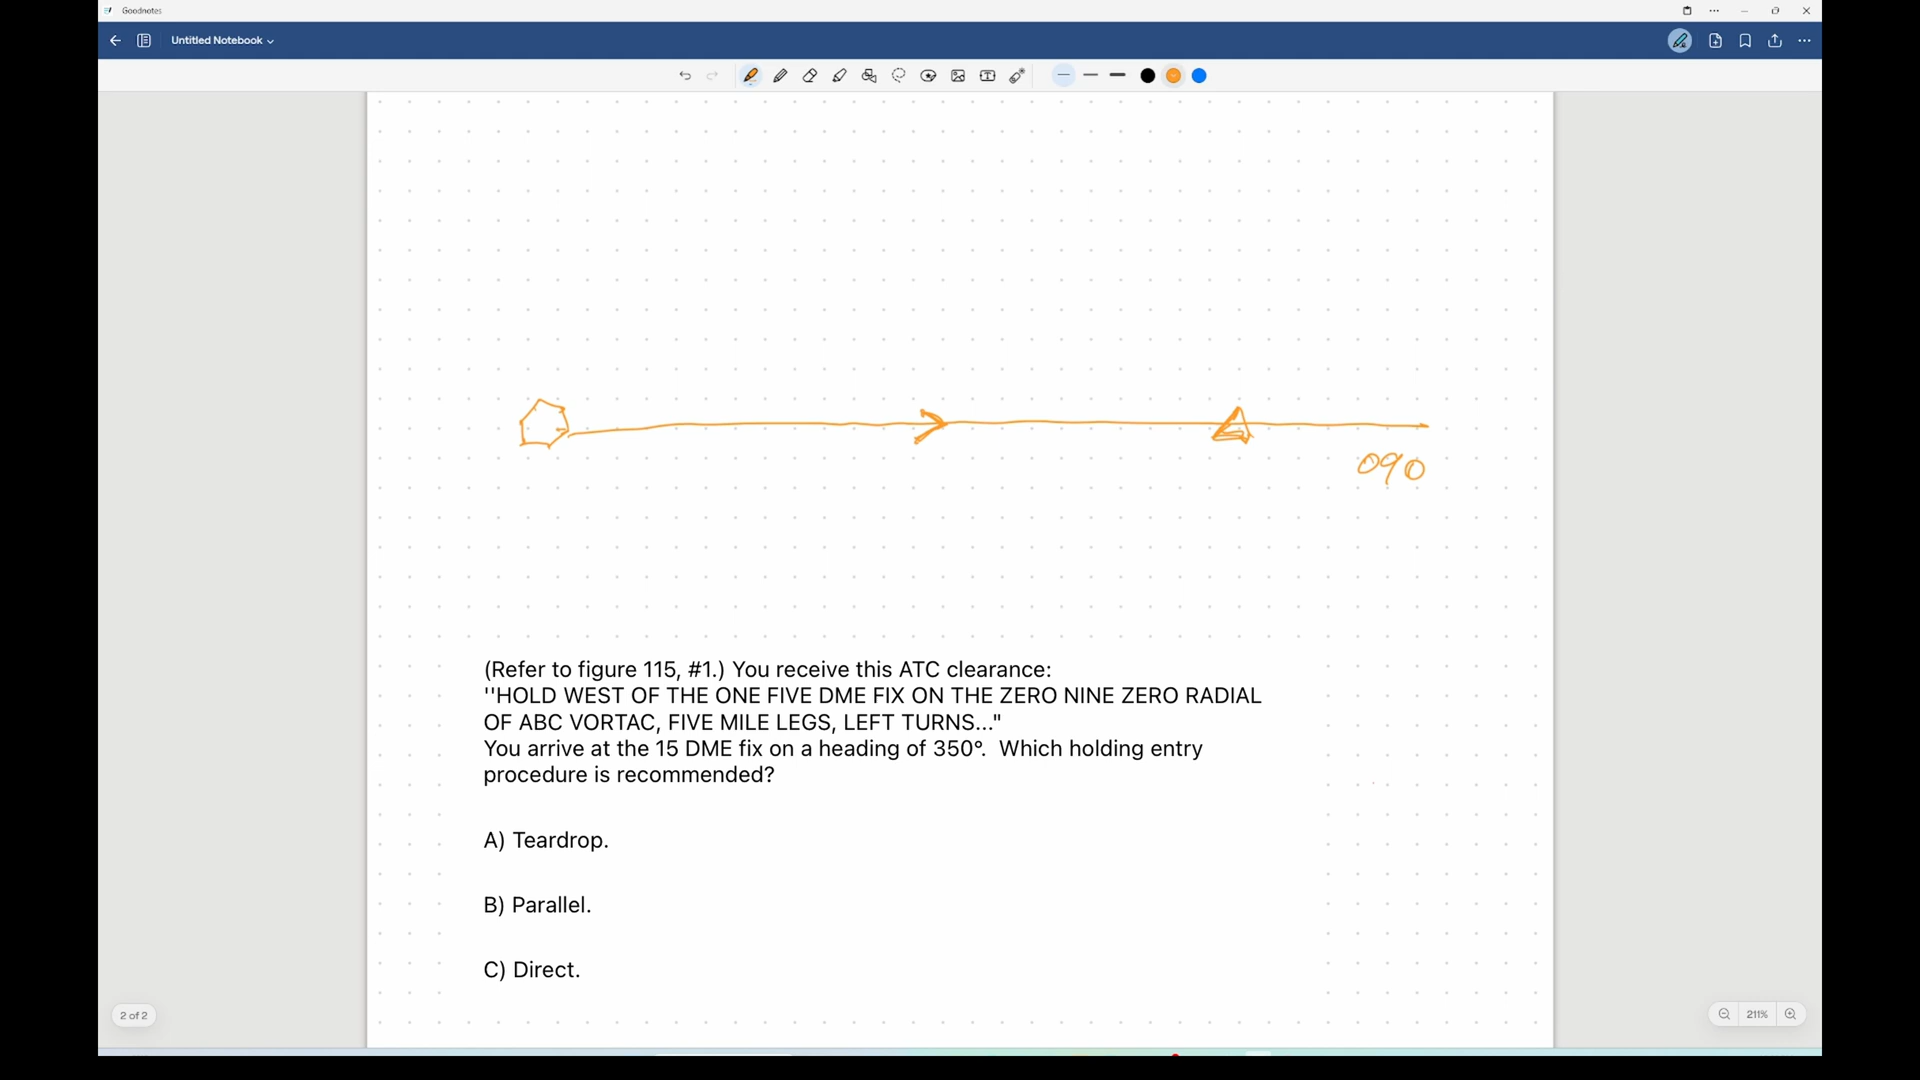 Goodnotes
Untitled Notebook
090
(Refer to figure 115, #1.) You receive this ATC clearance:
''HOLD WEST OF THE ONE FIVE DME FIX ON THE ZERO NINE ZERO RADIAL
OF ABC VORTAC, FIVE MILE LEGS, LEFT TURNS..."
You arrive at the 15 DME fix on a heading of 350°.  Which holding entry
procedure is recommended?
A) Teardrop.
B) Parallel.
C) Direct.
2 of 2
211%